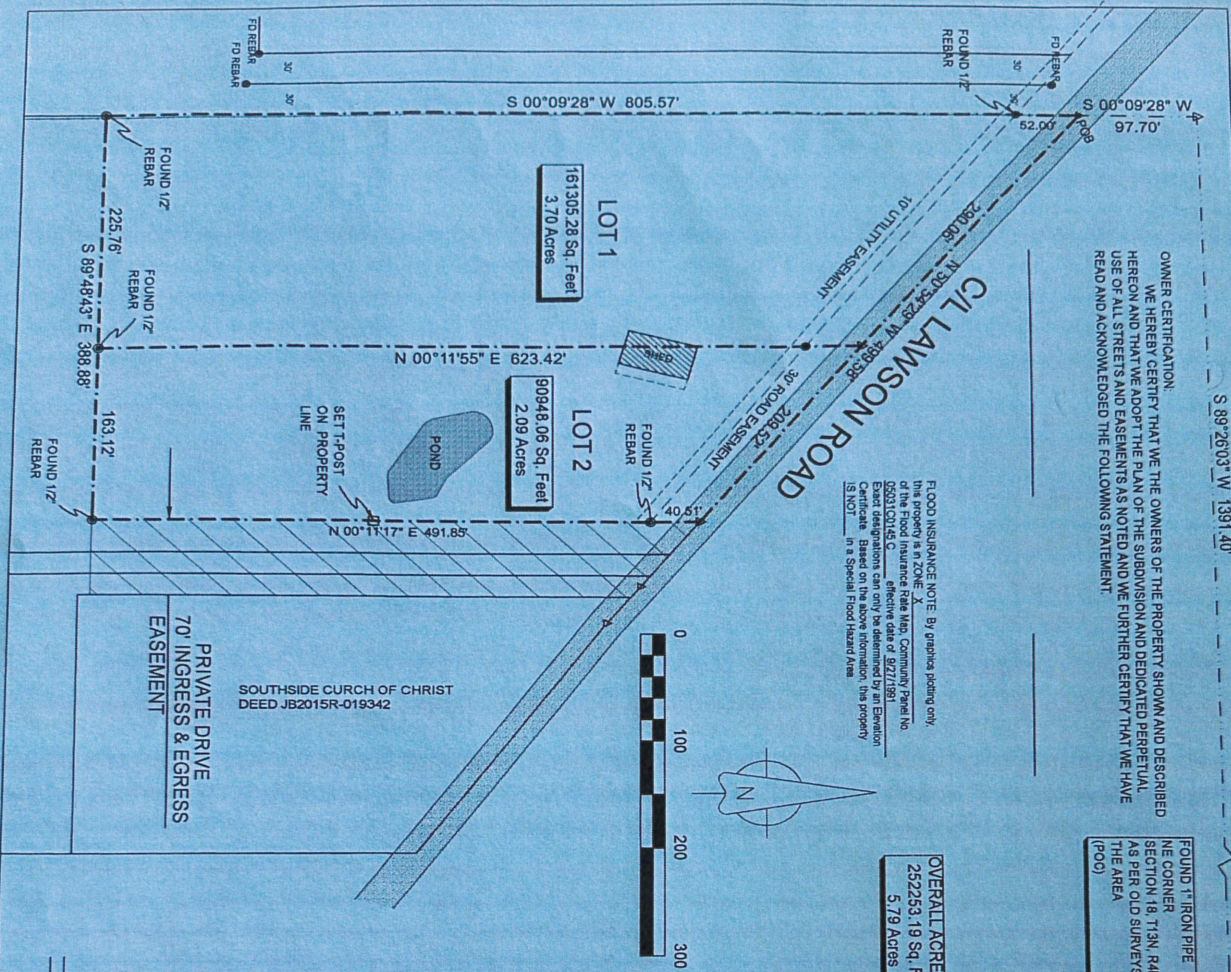 S 89°26'03" W 1391.40'
FOUND 1" IRON PIPE
NE CORNER
SECTION 18, T13N, R4
AS PER OLD SURVEYS
THE AREA
(POC)
OWNER CERTIFICATION:
WE HEREBY CERTIFY THAT WE THE OWNERS OF THE PROPERTY SHOWN AND DESCRIBED
HEREON AND THAT WE ADOPT THE PLAN OF THE SUBDIVISION AND DEDICATED PERPETUAL
USE OF ALL STREETS AND EASEMENTS AS NOTED AND WE FURTHER CERTIFY THAT WE HAVE
READ AND ACKNOWLEDGED THE FOLLOWING STATEMENT.
OVERALL ACRE
252253.19 Sq. F
5.79 Acres
FLOOD INSURANCE NOTE: By graphics plotting only,
this property is in ZONE X
of the Flood Insurance Rate Map, Community Panel No.
05031C0145 C effective date of 9/27/1991
Exact designations can only be determined by an Elevation
Certificate. Based on the above information, this property
IS NOT in a Special Flood Hazard Area
S 00°09'28" W
97.70'
POB
52.00'
FD REBAR
FOUND 1/2"
REBAR
30'
30'
S 00°09'28" W 805.57'
30'
30'
FD REBAR
FD REBAR
290.06'
N 50°54'29" W 499.58'
209.52'
C/L LAWSON ROAD
10' UTILITY EASEMENT
30' ROAD EASEMENT
LOT 1
161305.28 Sq. Feet
3.70 Acres
SHED
N 00°11'55" E 623.42'
LOT 2
90948.06 Sq. Feet
2.09 Acres
POND
FOUND 1/2"
REBAR
40.51'
SET T-POST
ON PROPERTY
LINE
N 00°11'17" E 491.85'
FOUND 1/2"
REBAR
225.76'
FOUND 1/2"
REBAR
S 89°48'43" E 388.88'
163.12'
FOUND 1/2"
REBAR
N
0 100 200 300
SOUTHSIDE CURCH OF CHRIST
DEED JB2015R-019342
PRIVATE DRIVE
70' INGRESS & EGRESS
EASEMENT